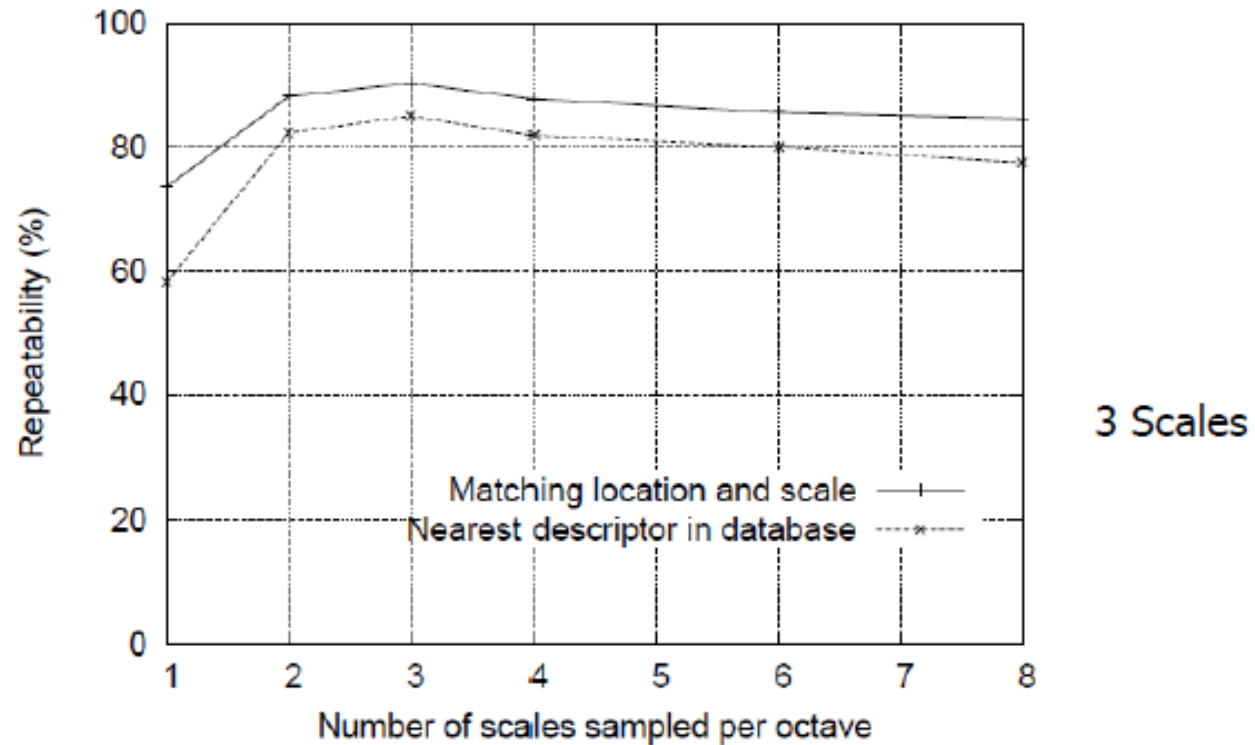 100
80
60
40
20
0
Repeatability (%)
Matching location and scale
Nearest descriptor in database
1 2 3 4 5 6 7 8
Number of scales sampled per octave
3 Scales